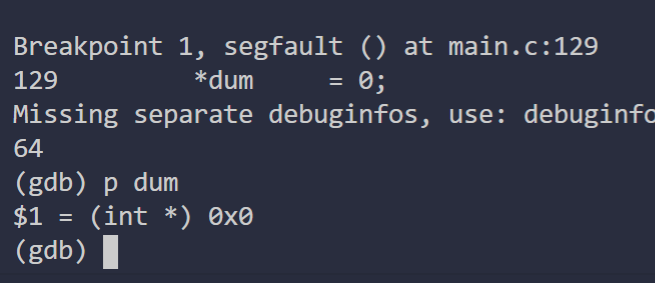 Breakpoint 1, segfault () at main.c:129
129 *dum = 0;
Missing separate debuginfos, use: debuginfo
64
(gdb) p dum
$1 = (int *) 0x0
(gdb)